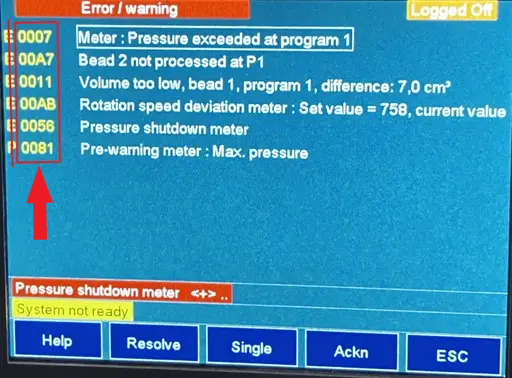 Error / warning
Logged Off
E 0007 Meter : Pressure exceeded at program 1
E 00A7 Bead 2 not processed at P1
E 0011 Volume too low, bead 1, program 1, difference: 7,0 cm³
E 00AB Rotation speed deviation meter : Set value = 758, current value
E 0056 Pressure shutdown meter
P 0081 Pre-warning meter : Max. pressure
Pressure shutdown meter <+> ..
System not ready
Help Resolve Single Ackn ESC